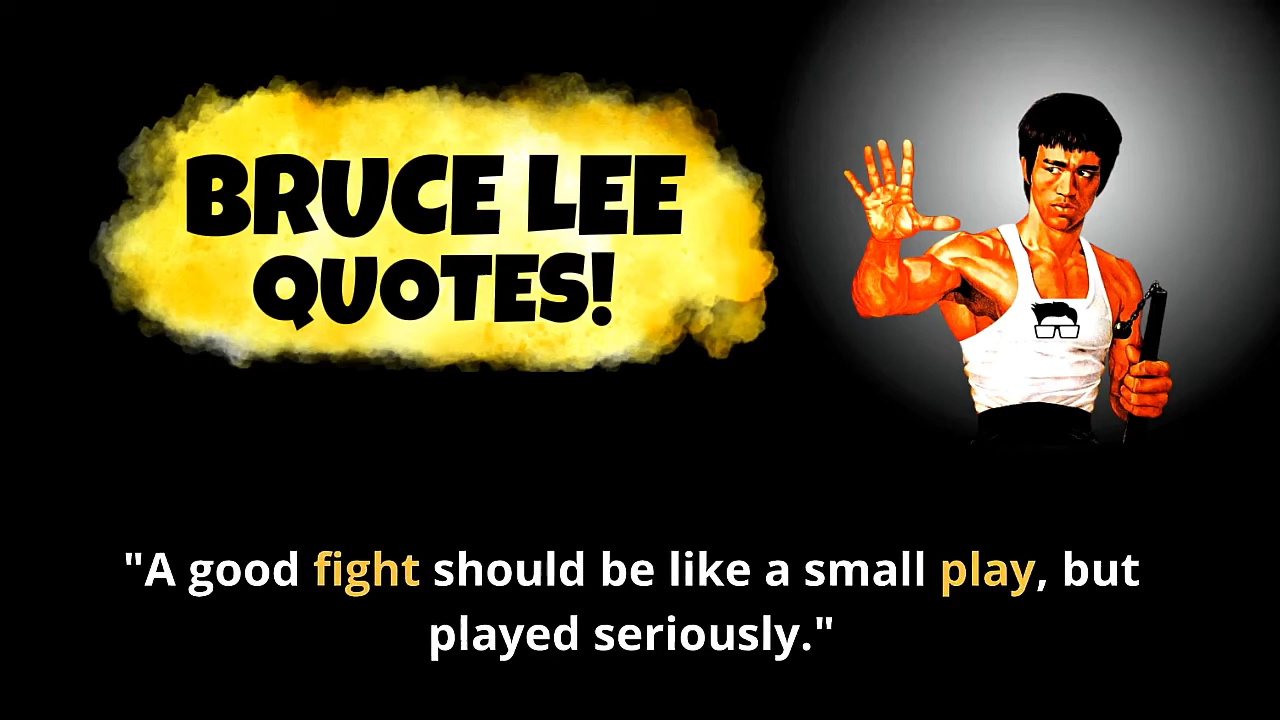 BRUCE LEE
QUOTES!
"A good fight should be like a small play, but
played seriously."